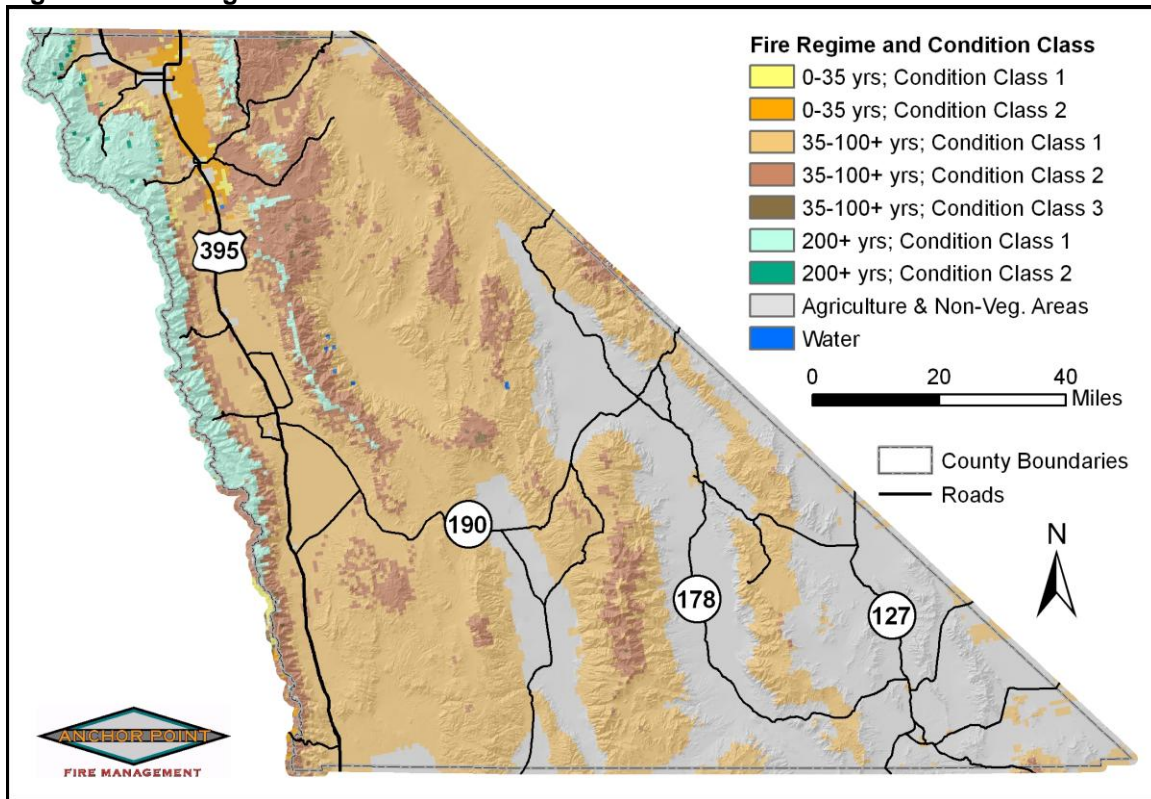 Fire Regime and Condition Class
0-35 yrs; Condition Class 1
0-35 yrs; Condition Class 2
35-100+ yrs; Condition Class 1
35-100+ yrs; Condition Class 2
35-100+ yrs; Condition Class 3
200+ yrs; Condition Class 1
200+ yrs; Condition Class 2
Agriculture & Non-Veg. Areas
Water
0 20 40
Miles
County Boundaries
Roads
N
395
190
178
127
ANCHOR POINT
FIRE MANAGEMENT